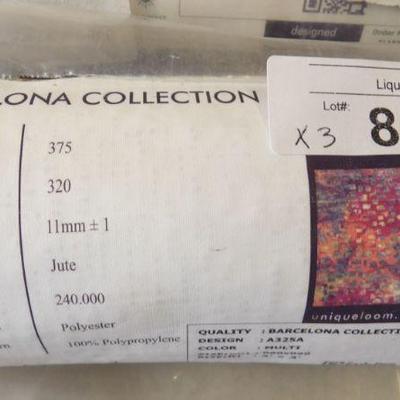 designed
Under
Liqu
Lot#:
8
x 3
LONA COLLECTION
375
320
11mm ± 1
Jute
240.000
Polyester
100% Polypropylene
uniqueloom.
QUALITY : BARCELONA COLLECTI
DESIGN : A325A
COLOR : MULTI